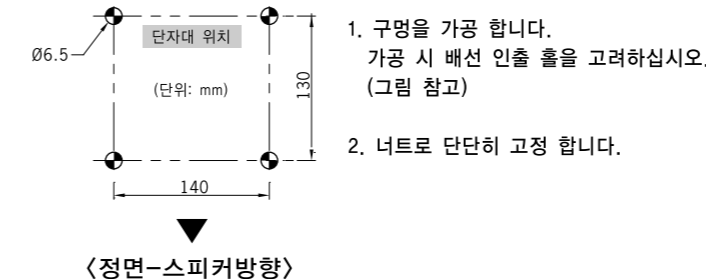 단자대 위치
Ø6.5
(단위: mm)
130
140
〈정면-스피커방향〉
1. 구멍을 가공 합니다.
가공 시 배선 인출 홀을 고려하십시오.
(그림 참고)
2. 너트로 단단히 고정 합니다.